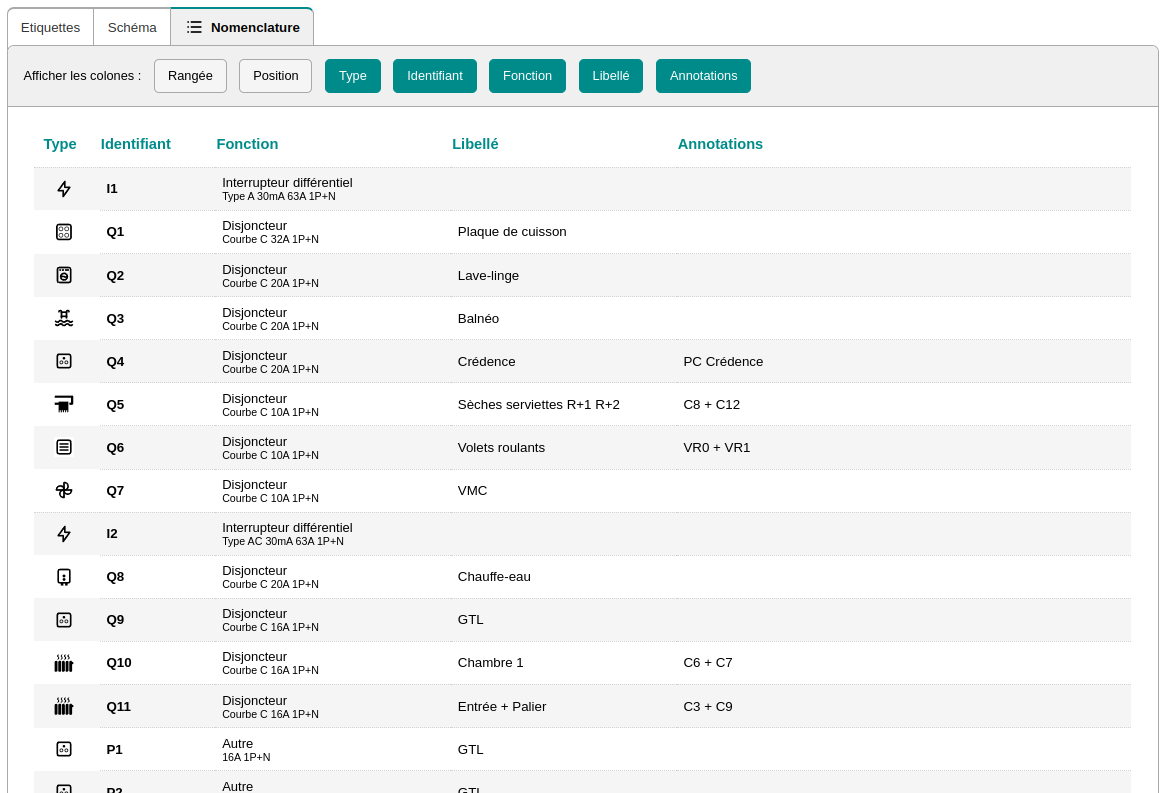 Etiquettes Schéma Nomenclature
Afficher les colones : Rangée Position Type Identifiant Fonction Libellé Annotations
Type Identifiant Fonction Libellé Annotations
I1 Interrupteur différentiel
Type A 30mA 63A 1P+N
Q1 Disjoncteur Plaque de cuisson
Courbe C 32A 1P+N
Q2 Disjoncteur Lave-linge
Courbe C 20A 1P+N
Q3 Disjoncteur Balnéo
Courbe C 20A 1P+N
Q4 Disjoncteur Crédence PC Crédence
Courbe C 20A 1P+N
Q5 Disjoncteur Sèches serviettes R+1 R+2 C8 + C12
Courbe C 10A 1P+N
Q6 Disjoncteur Volets roulants VR0 + VR1
Courbe C 10A 1P+N
Q7 Disjoncteur VMC
Courbe C 10A 1P+N
I2 Interrupteur différentiel
Type AC 30mA 63A 1P+N
Q8 Disjoncteur Chauffe-eau
Courbe C 20A 1P+N
Q9 Disjoncteur GTL
Courbe C 16A 1P+N
Q10 Disjoncteur Chambre 1 C6 + C7
Courbe C 16A 1P+N
Q11 Disjoncteur Entrée + Palier C3 + C9
Courbe C 16A 1P+N
P1 Autre GTL
16A 1P+N
P2 Autre GTL